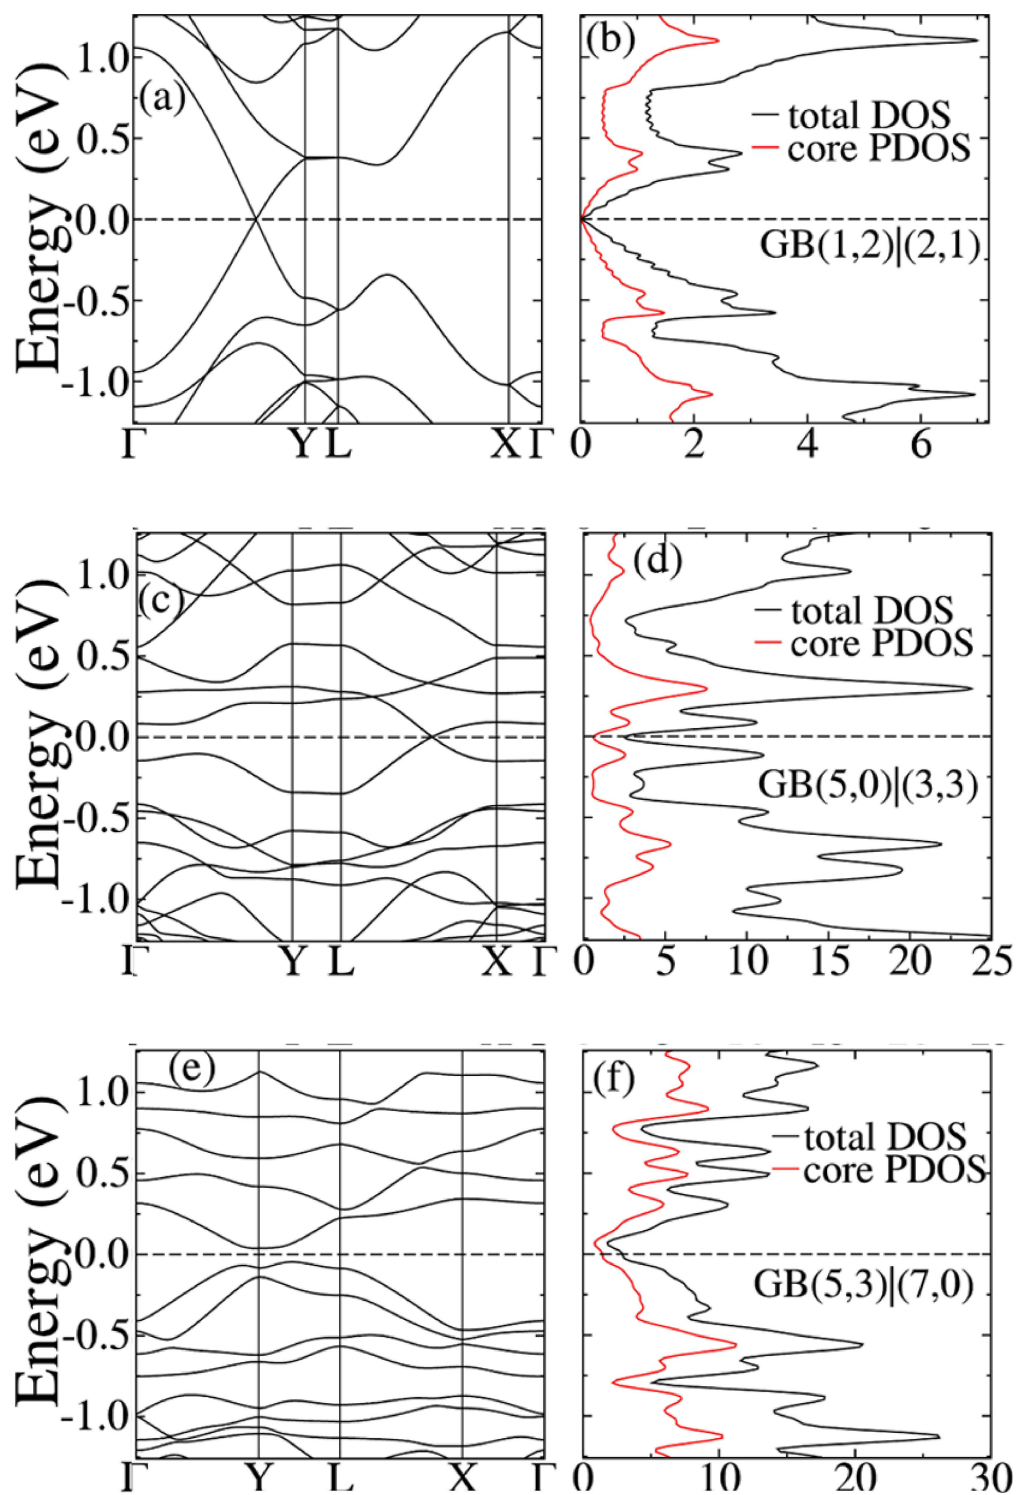 (a)
Energy (eV)
1.0
0.5
0.0
-0.5
-1.0
Γ Y L X Γ
(b)
total DOS
core PDOS
GB(1,2)|(2,1)
0 2 4 6
(c)
Energy (eV)
1.0
0.5
0.0
-0.5
-1.0
Γ Y L X Γ
(d)
total DOS
core PDOS
GB(5,0)|(3,3)
0 5 10 15 20 25
(e)
Energy (eV)
1.0
0.5
0.0
-0.5
-1.0
Γ Y L X Γ
(f)
total DOS
core PDOS
GB(5,3)|(7,0)
0 10 20 30